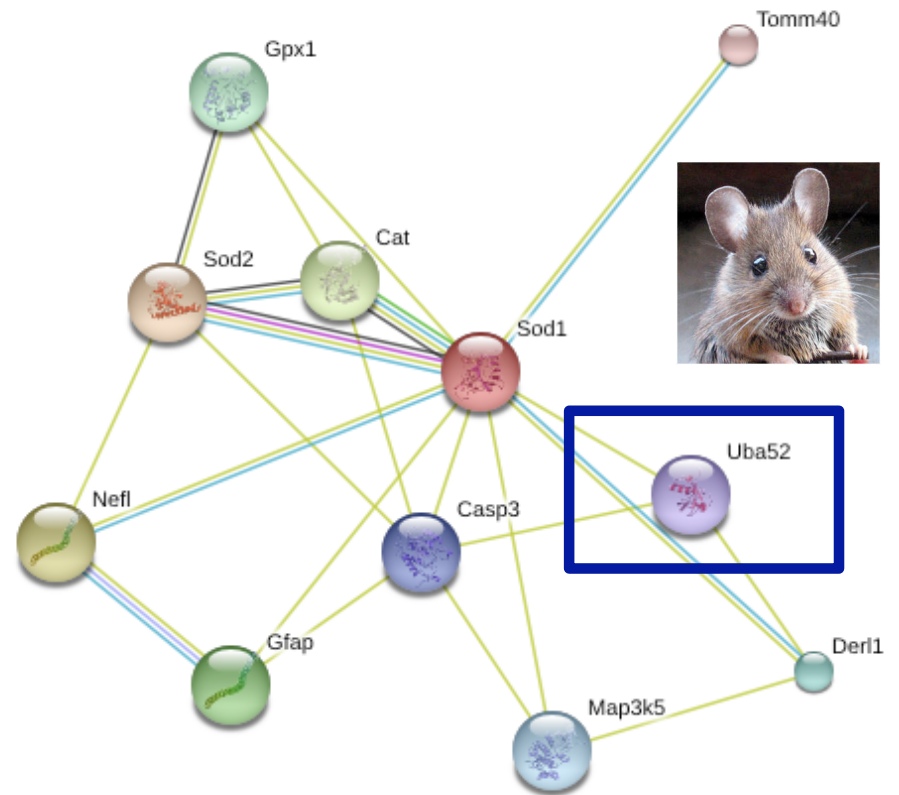 Tomm40
Gpx1
Cat
Sod2
Sod1
Uba52
Nefl
Casp3
Gfap
Derl1
Map3k5